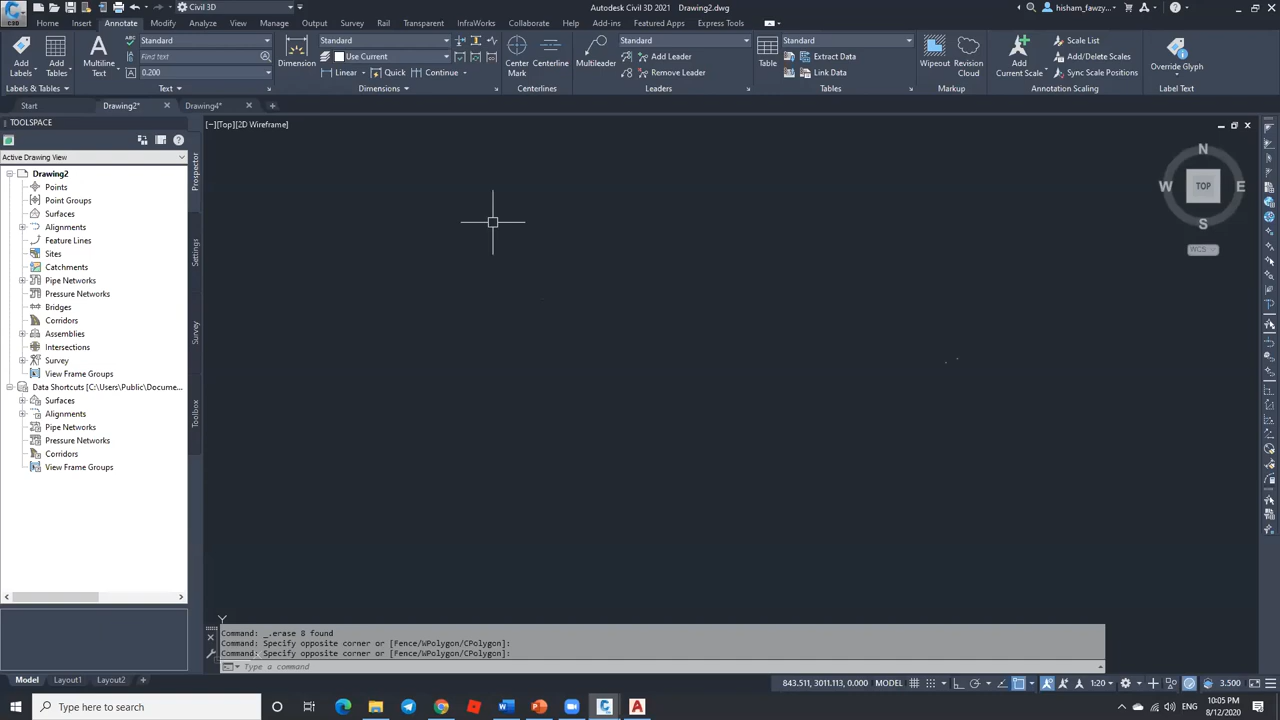 C3D
Civil 3D
Autodesk Civil 3D 2021 Drawing2.dwg
hisham_fawzy...
Home Insert Annotate Modify Analyze View Manage Output Survey Rail Transparent InfraWorks Collaborate Help Add-ins Featured Apps Express Tools
Add Labels
Add Tables
Labels & Tables
Multiline Text
Standard
Find text
0.200
Text
Dimension
Standard
Use Current
Linear Quick Continue
Dimensions
Center Mark
Centerline
Centerlines
Multileader
Standard
Add Leader
Remove Leader
Leaders
Table
Standard
Extract Data
Link Data
Tables
Wipeout
Revision Cloud
Markup
Add Current Scale
Scale List
Add/Delete Scales
Sync Scale Positions
Annotation Scaling
Override Glyph
Label Text
Start Drawing2* Drawing4*
TOOLSPACE
Active Drawing View
Drawing2
Points
Point Groups
Surfaces
Alignments
Feature Lines
Sites
Catchments
Pipe Networks
Pressure Networks
Bridges
Corridors
Assemblies
Intersections
Survey
View Frame Groups
Data Shortcuts [C:\Users\Public\Docume...
Surfaces
Alignments
Pipe Networks
Pressure Networks
Corridors
View Frame Groups
Prospector
Settings
Survey
Toolbox
[−][Top][2D Wireframe]
N
W TOP E
S
WCS
Y
Command: _.erase 8 found
Command: Specify opposite corner or [Fence/WPolygon/CPolygon]:
Command: Specify opposite corner or [Fence/WPolygon/CPolygon]:
Type a command
Model Layout1 Layout2
843.511, 3011.113, 0.000 MODEL 1:20 3.500
Type here to search
10:05 PM
8/12/2020